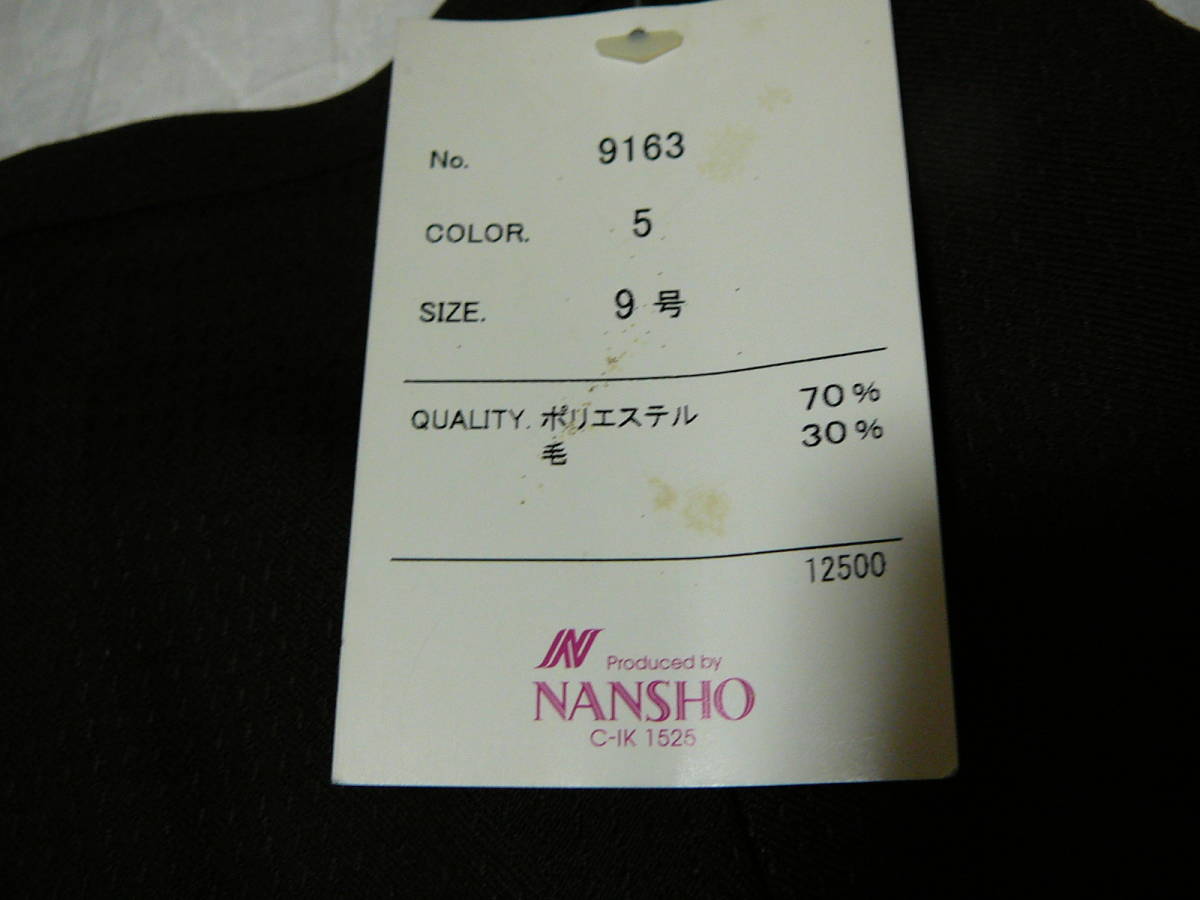 No. 9163
COLOR. 5
SIZE. 9 号
QUALITY. ポリエステル 70%
毛 30%
12500
N Produced by
NANSHO
C-IK 1525